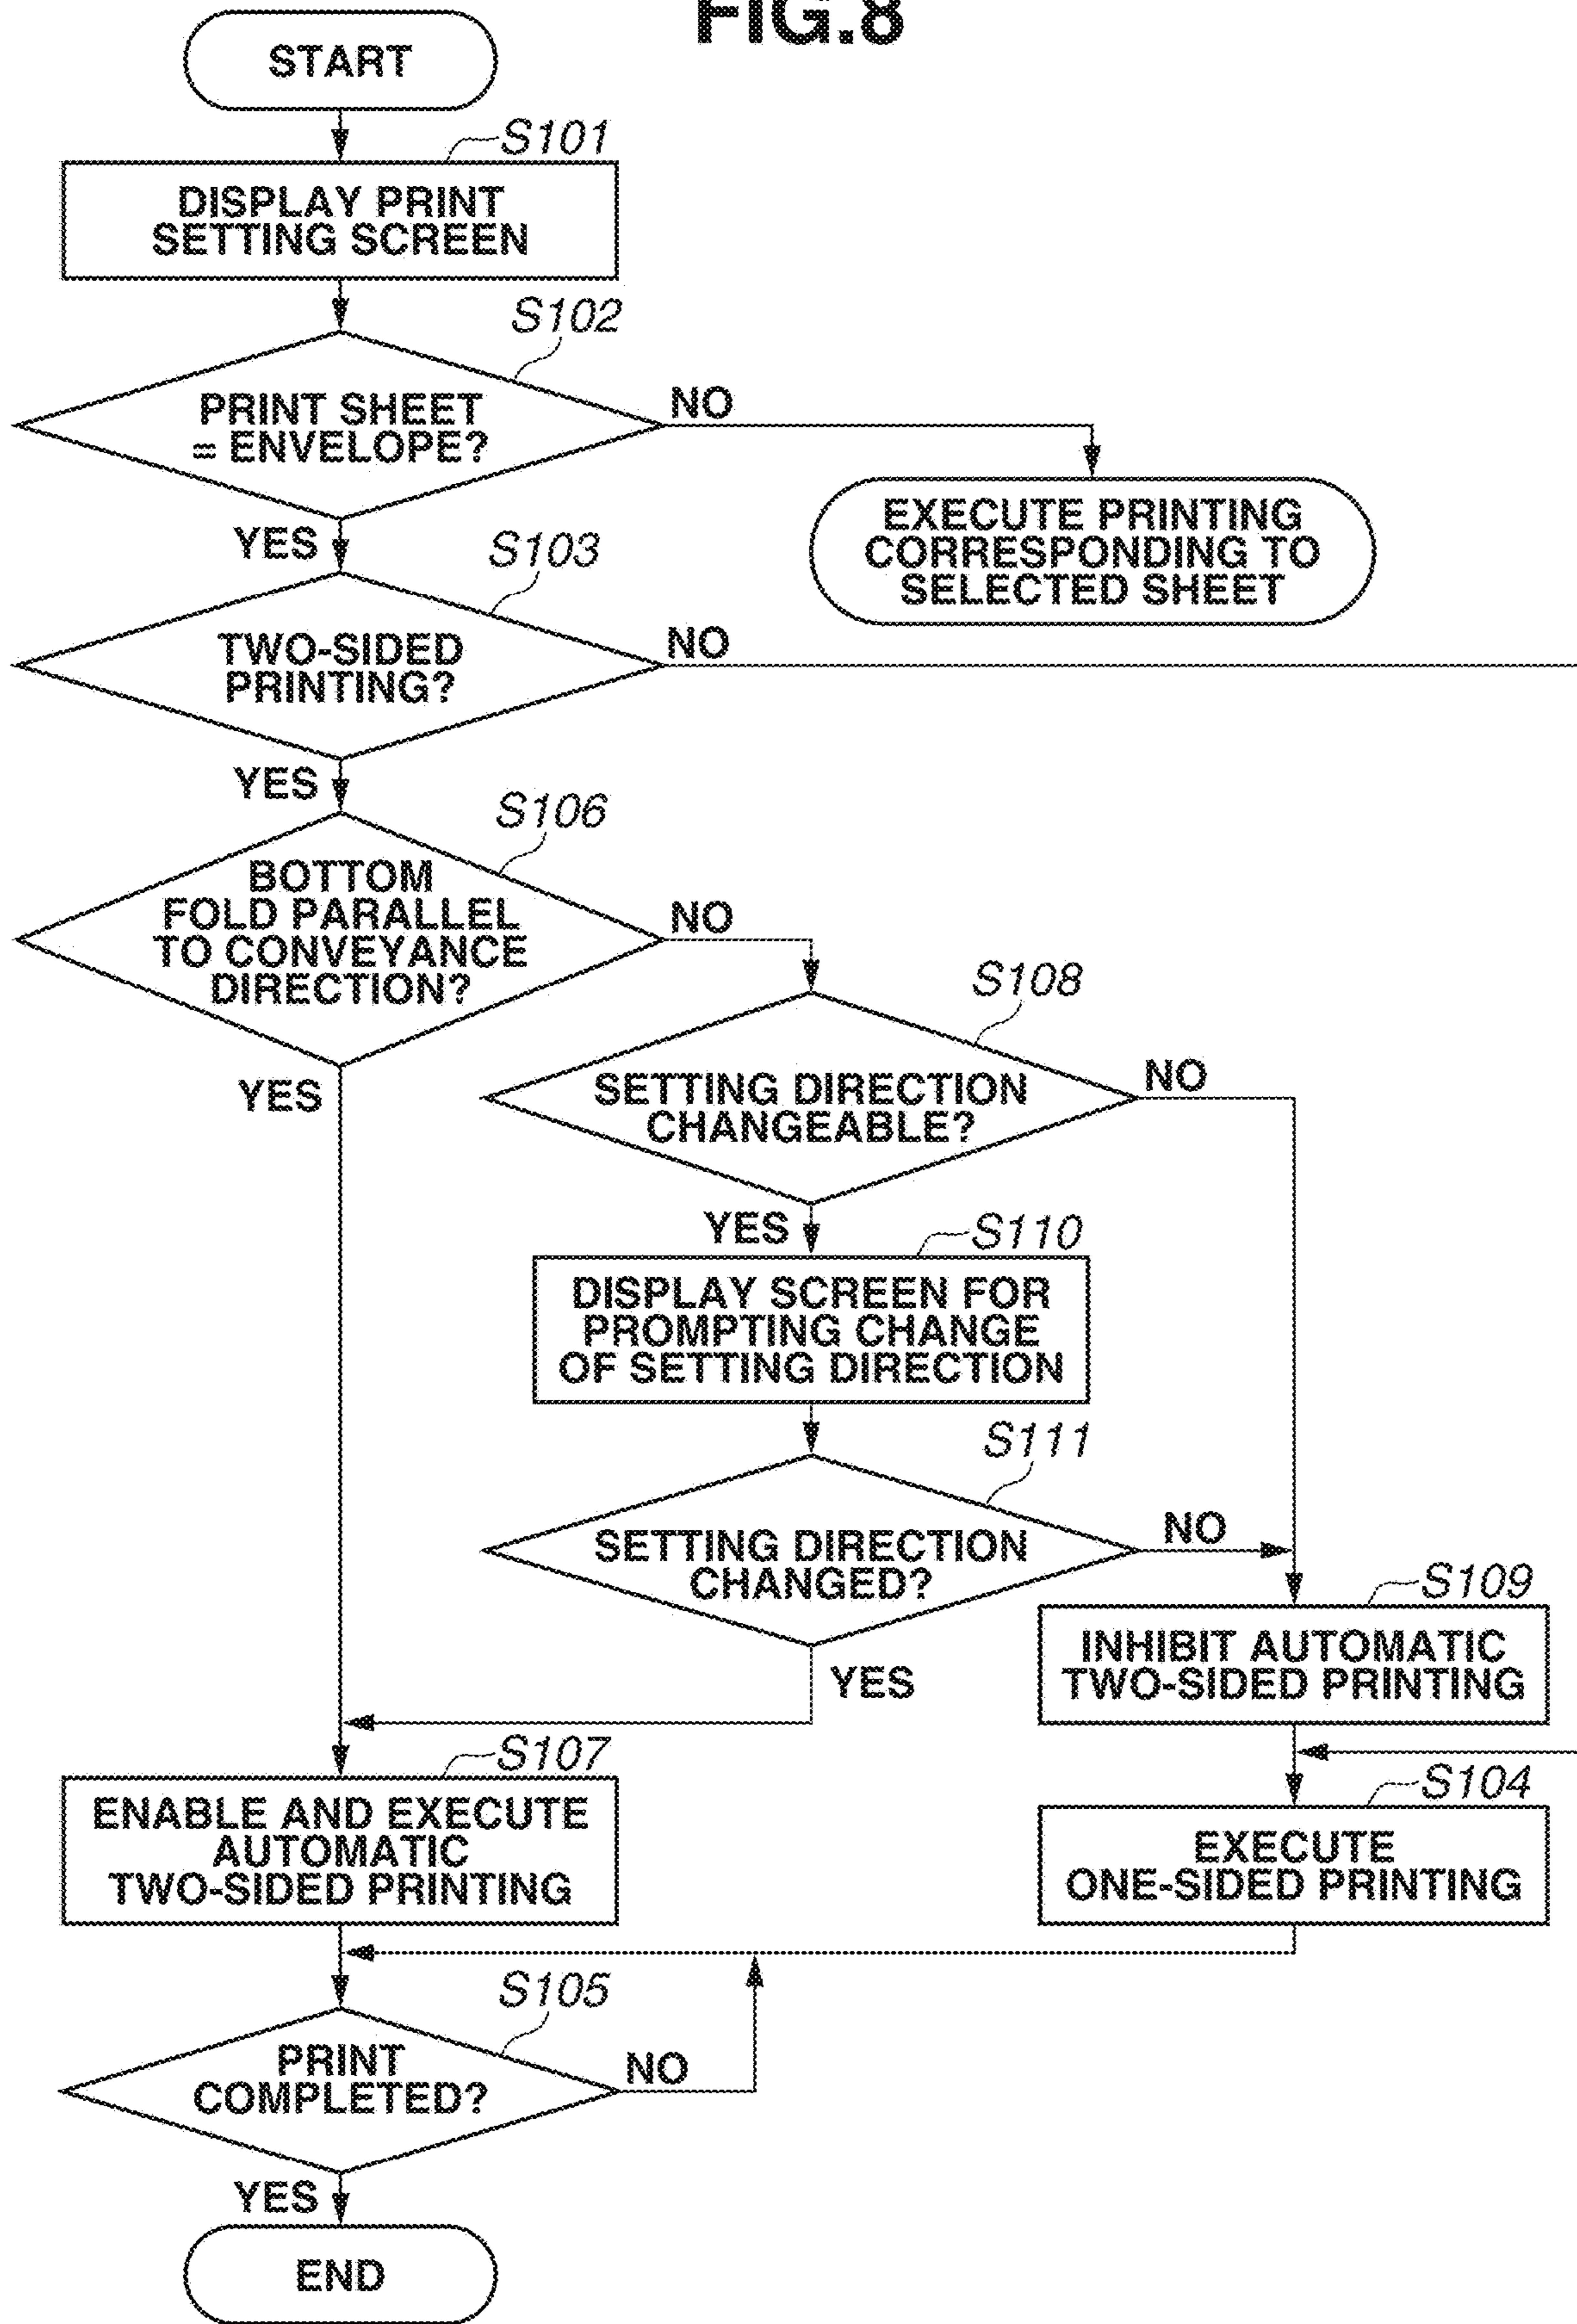 FIG.8
START
S101
DISPLAY PRINT
SETTING SCREEN
S102
PRINT SHEET
= ENVELOPE?
NO
YES
EXECUTE PRINTING
CORRESPONDING TO
SELECTED SHEET
S103
TWO-SIDED
PRINTING?
NO
YES
S106
BOTTOM
FOLD PARALLEL
TO CONVEYANCE
DIRECTION?
NO
YES
S108
SETTING DIRECTION
CHANGEABLE?
NO
YES
S110
DISPLAY SCREEN FOR
PROMPTING CHANGE
OF SETTING DIRECTION
S111
SETTING DIRECTION
CHANGED?
NO
YES
S109
INHIBIT AUTOMATIC
TWO-SIDED PRINTING
S107
ENABLE AND EXECUTE
AUTOMATIC
TWO-SIDED PRINTING
S104
EXECUTE
ONE-SIDED PRINTING
S105
PRINT
COMPLETED?
NO
YES
END